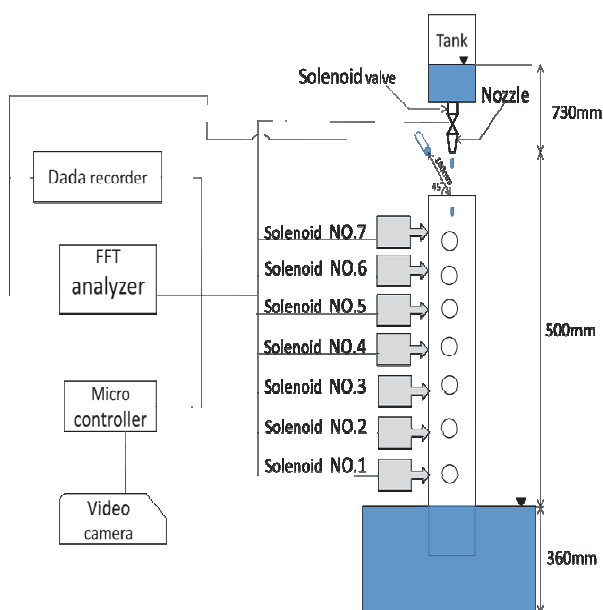 Tank
Solenoid valve
Nozzle
730mm
Dada recorder
45°
Solenoid NO.7
FFT
analyzer
Solenoid NO.6
Solenoid NO.5
500mm
Solenoid NO.4
Micro
controller
Solenoid NO.3
Solenoid NO.2
Solenoid NO.1
Video
camera
360mm